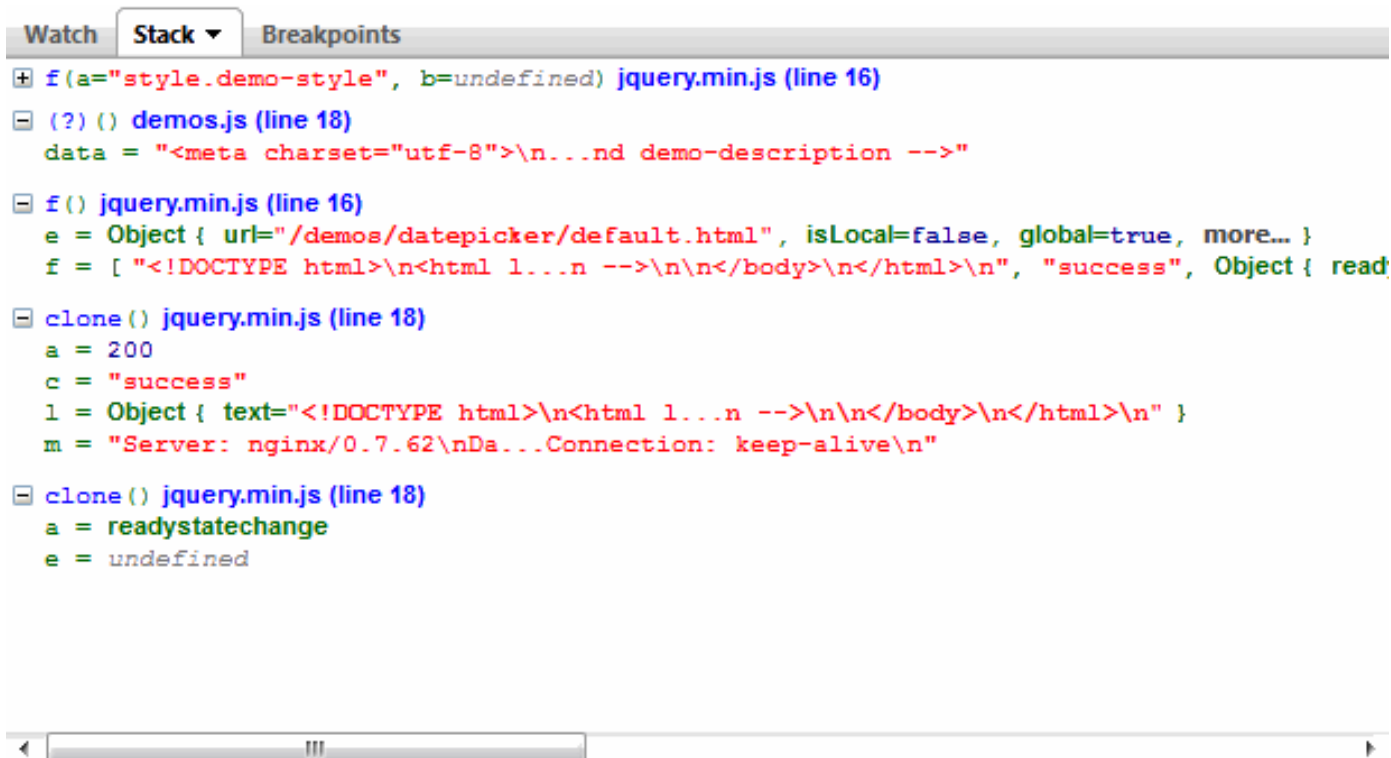 Watch Stack ▼ Breakpoints
f(a="style.demo-style", b=undefined) jquery.min.js (line 16)
(?)() demos.js (line 18)
data = "<meta charset="utf-8">\n...nd demo-description -->"
f() jquery.min.js (line 16)
e = Object { url="/demos/datepicker/default.html", isLocal=false, global=true, more... }
f = [ "<!DOCTYPE html>\n<html l...n -->\n\n</body>\n</html>\n", "success", Object { ready
clone() jquery.min.js (line 18)
a = 200
c = "success"
l = Object { text="<!DOCTYPE html>\n<html l...n -->\n\n</body>\n</html>\n" }
m = "Server: nginx/0.7.62\nDa...Connection: keep-alive\n"
clone() jquery.min.js (line 18)
a = readystatechange
e = undefined